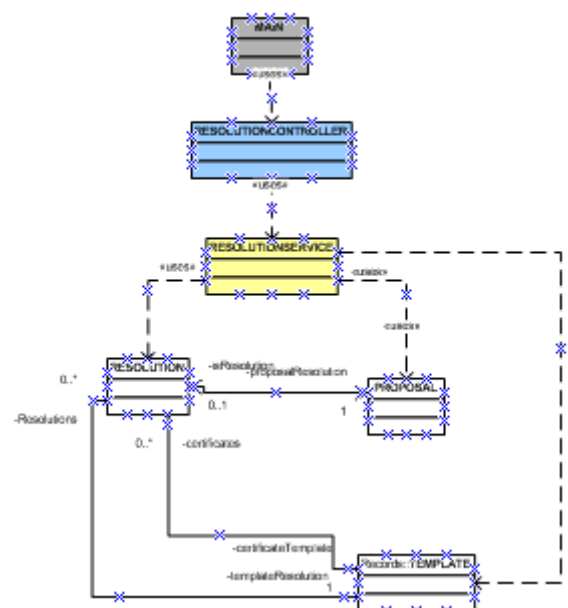 MAIN
«uses»
RESOLUTIONCONTROLLER
«uses»
RESOLUTIONSERVICE
«uses»
«uses»
«uses»
RESOLUTION
-proposalResolution
0..*
0..1
1
PROPOSAL
-Resolutions
0..*
-certificates
-certificateTemplate
Records::TEMPLATE
-templateResolution
1